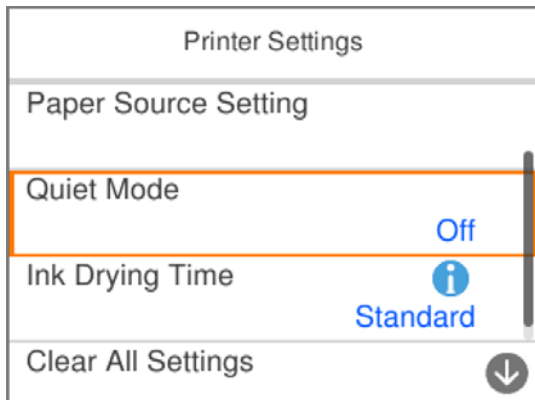 Printer Settings
Paper Source Setting
Quiet Mode
Off
Ink Drying Time
Standard
Clear All Settings